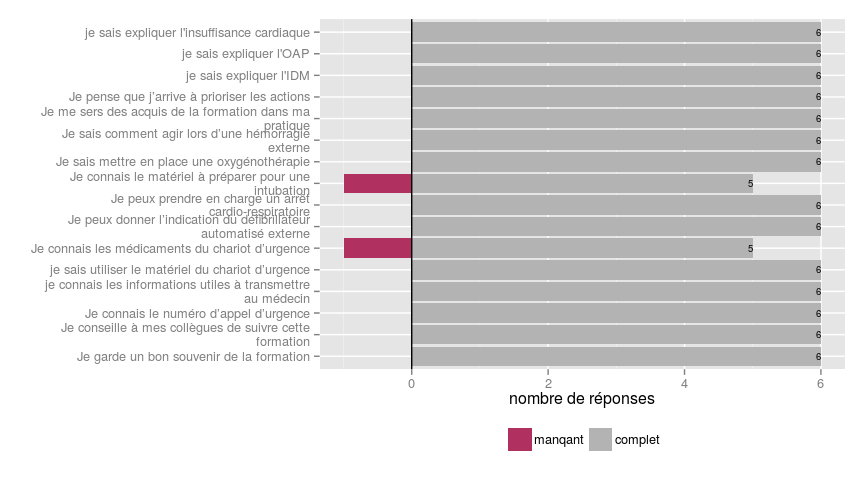 je sais expliquer l'insuffisance cardiaque
6
je sais expliquer l'OAP
6
je sais expliquer l'IDM
6
Je pense que j’arrive à prioriser les actions
6
Je me sers des acquis de la formation dans ma
pratique
6
Je sais comment agir lors d’une hémorragie
externe
6
Je sais mettre en place une oxygénothérapie
6
Je connais le matériel à préparer pour une
intubation
5
Je peux prendre en charge un arrêt
cardio-respiratoire
6
Je peux donner l’indication du défibrillateur
automatisé externe
6
Je connais les médicaments du chariot d’urgence
5
je sais utiliser le matériel du chariot d’urgence
6
je connais les informations utiles à transmettre
au médecin
6
Je connais le numéro d’appel d’urgence
6
Je conseille à mes collègues de suivre cette
formation
6
Je garde un bon souvenir de la formation
6
0 2 4 6
nombre de réponses
manqant complet